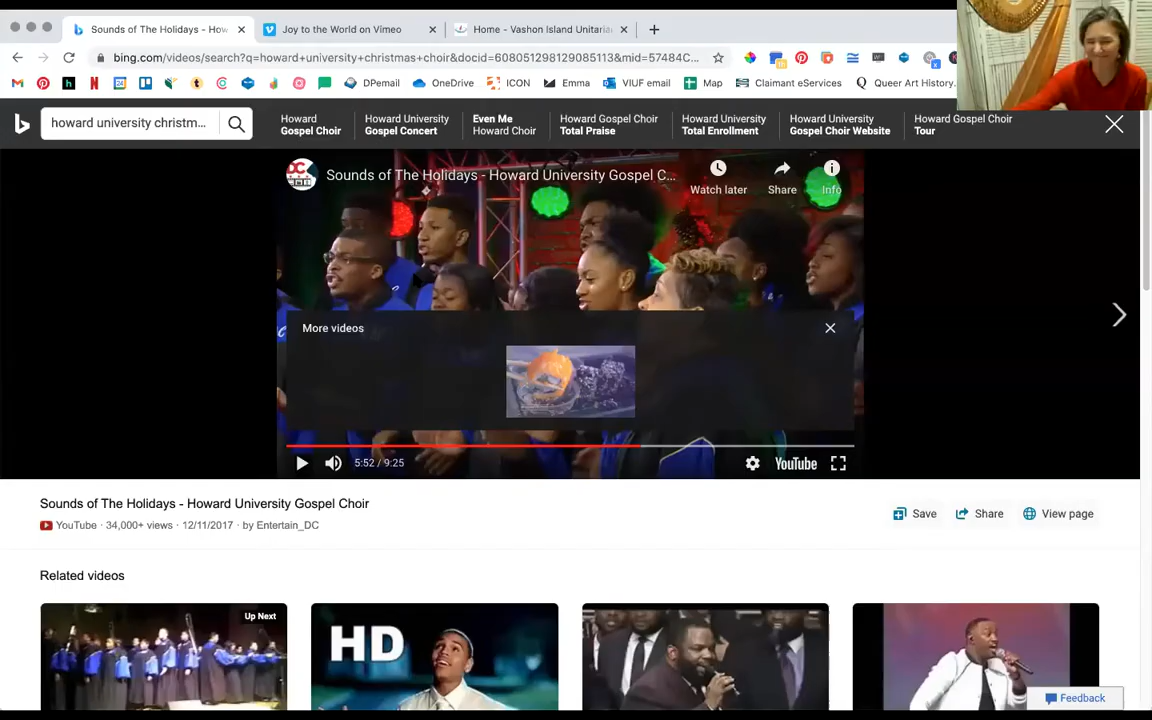 Sounds of The Holidays - How
Joy to the World on Vimeo
Home - Vashon Island Unitaria
bing.com/videos/search?q=howard+university+christmas+choir&docid=608051298129085113&mid=57484C...
DPemail
OneDrive
ICON
Emma
VIUF email
Map
Claimant eServices
Queer Art History.
howard university christm...
Howard
Gospel Choir
Howard University
Gospel Concert
Even Me
Howard Choir
Howard Gospel Choir
Total Praise
Howard University
Total Enrollment
Howard University
Gospel Choir Website
Howard Gospel Choir
Tour
Sounds of The Holidays - Howard University Gospel C...
Watch later
Share
Info
More videos
5:52 / 9:25
YouTube
Sounds of The Holidays - Howard University Gospel Choir
YouTube · 34,000+ views · 12/11/2017 · by Entertain_DC
Save
Share
View page
Related videos
Up Next
HD
Feedback